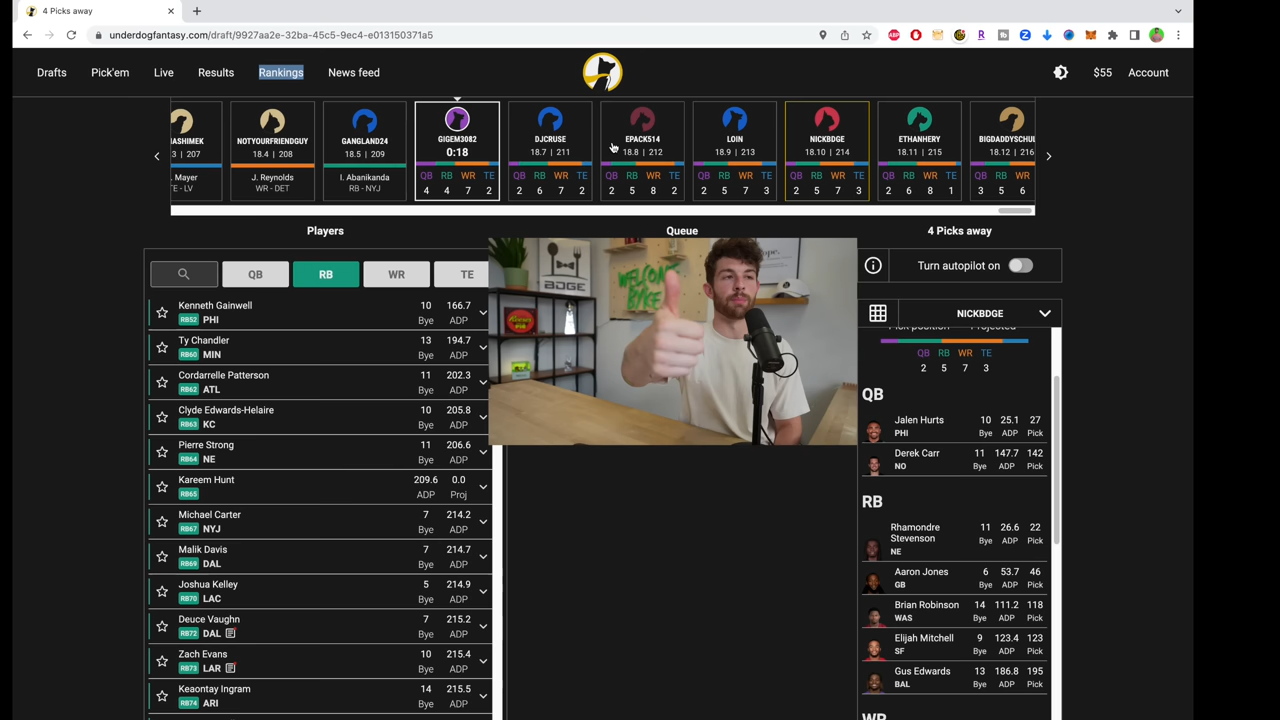 4 Picks away
underdogfantasy.com/draft/9927aa2e-32ba-45c5-9ec4-e013150371a5
Drafts Pick'em Live Results Rankings News feed $55 Account
ASHIMEK NOTYOURFRIENDGUY GANGLAND24 GIGEM3082 DJCRUSE EPACK514 LOIN NICKBDGE ETHANHERY BIGDADDYSCHUL
.3 | 207 18.4 | 208 18.5 | 209 0:18 18.7 | 211 18.8 | 212 18.9 | 213 18.10 | 214 18.11 | 215 18.12 | 216
. Mayer J. Reynolds I. Abanikanda QB RB WR TE QB RB WR TE QB RB WR TE QB RB WR TE QB RB WR TE QB RB WR TE QB RB WR
TE - LV WR - DET RB - NYJ 4 4 7 2 2 6 7 2 2 5 8 2 2 5 7 3 2 5 7 3 2 6 8 1 3 5 6
Players Queue 4 Picks away
QB RB WR TE
Turn autopilot on
NICKBDGE
Pick position Projected
QB RB WR TE
2 5 7 3
Kenneth Gainwell 10 166.7
RB52 PHI Bye ADP
Ty Chandler 13 194.7
RB60 MIN Bye ADP
Cordarrelle Patterson 11 202.3
RB62 ATL Bye ADP
Clyde Edwards-Helaire 10 205.8
RB63 KC Bye ADP
Pierre Strong 11 206.6
RB64 NE Bye ADP
Kareem Hunt 209.6 0.0
RB65 ADP Proj
Michael Carter 7 214.2
RB67 NYJ Bye ADP
Malik Davis 7 214.7
RB69 DAL Bye ADP
Joshua Kelley 5 214.9
RB70 LAC Bye ADP
Deuce Vaughn 7 215.2
RB72 DAL Bye ADP
Zach Evans 10 215.4
RB73 LAR Bye ADP
Keaontay Ingram 14 215.5
RB74 ARI Bye ADP
BDGE
WELCOME
BYKE
QB
Jalen Hurts 10 25.1 27
PHI Bye ADP Pick
Derek Carr 11 147.7 142
NO Bye ADP Pick
RB
Rhamondre 11 26.6 22
Stevenson Bye ADP Pick
NE
Aaron Jones 6 53.7 46
GB Bye ADP Pick
Brian Robinson 14 111.2 118
WAS Bye ADP Pick
Elijah Mitchell 9 123.4 123
SF Bye ADP Pick
Gus Edwards 13 186.8 195
BAL Bye ADP Pick
WR